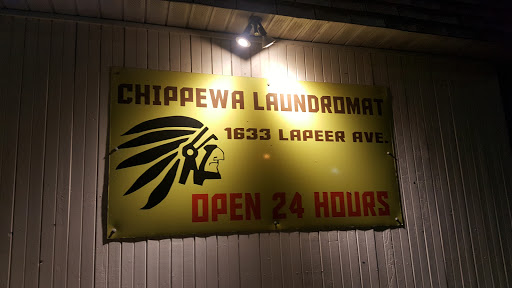 CHIPPEWA LAUNDROMAT
1633 LAPEER AVE.
OPEN 24 HOURS